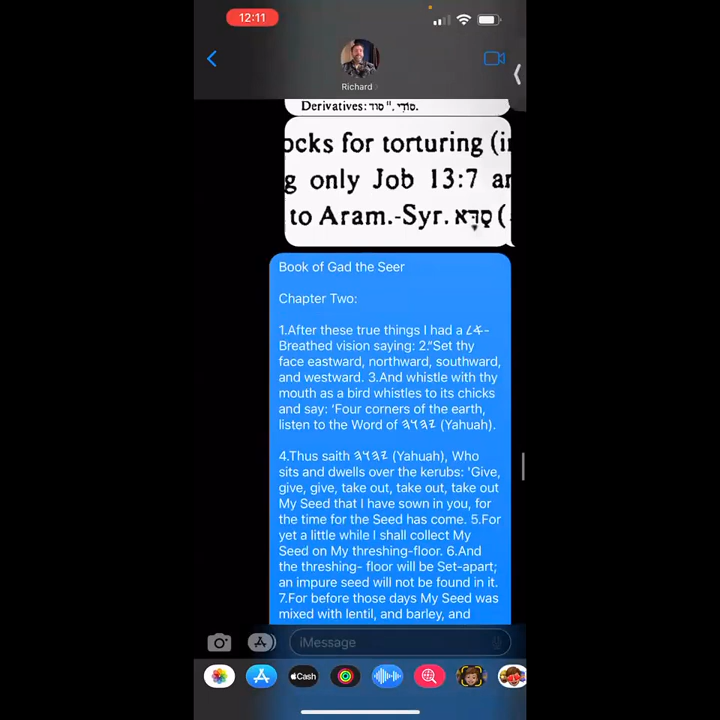 12:11
Richard
Derivatives: סוֹדִי, "סוד.
ocks for torturing (in
g only Job 13:7 an
to Aram.-Syr. סַדָּא (
Book of Gad the Seer
Chapter Two:
1.After these true things I had a 𐤀𐤋-
Breathed vision saying: 2."Set thy
face eastward, northward, southward,
and westward. 3.And whistle with thy
mouth as a bird whistles to its chicks
and say: 'Four corners of the earth,
listen to the Word of 𐤉𐤄𐤅𐤄 (Yahuah).
4.Thus saith 𐤉𐤄𐤅𐤄 (Yahuah), Who
sits and dwells over the kerubs: 'Give,
give, give, take out, take out, take out
My Seed that I have sown in you, for
the time for the Seed has come. 5.For
yet a little while I shall collect My
Seed on My threshing-floor. 6.And
the threshing- floor will be Set-apart;
an impure seed will not be found in it.
7.For before those days My Seed was
mixed with lentil, and barley, and
iMessage
Cash